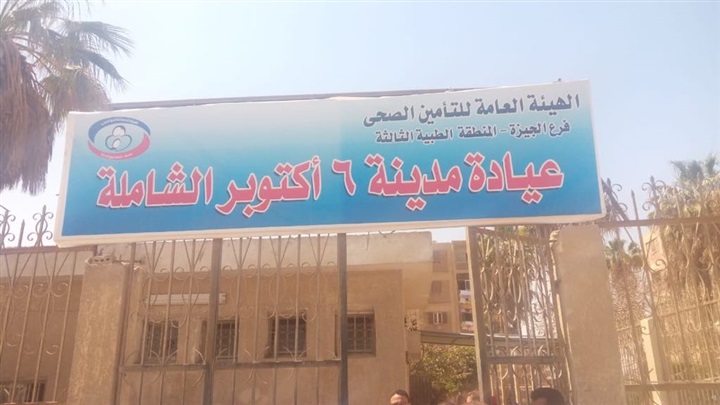 الهيئة العامة للتأمين الصحى
فرع الجيزة - المنطقة الطبية الثالثة
عيادة مدينة ٦ أكتوبر الشاملة